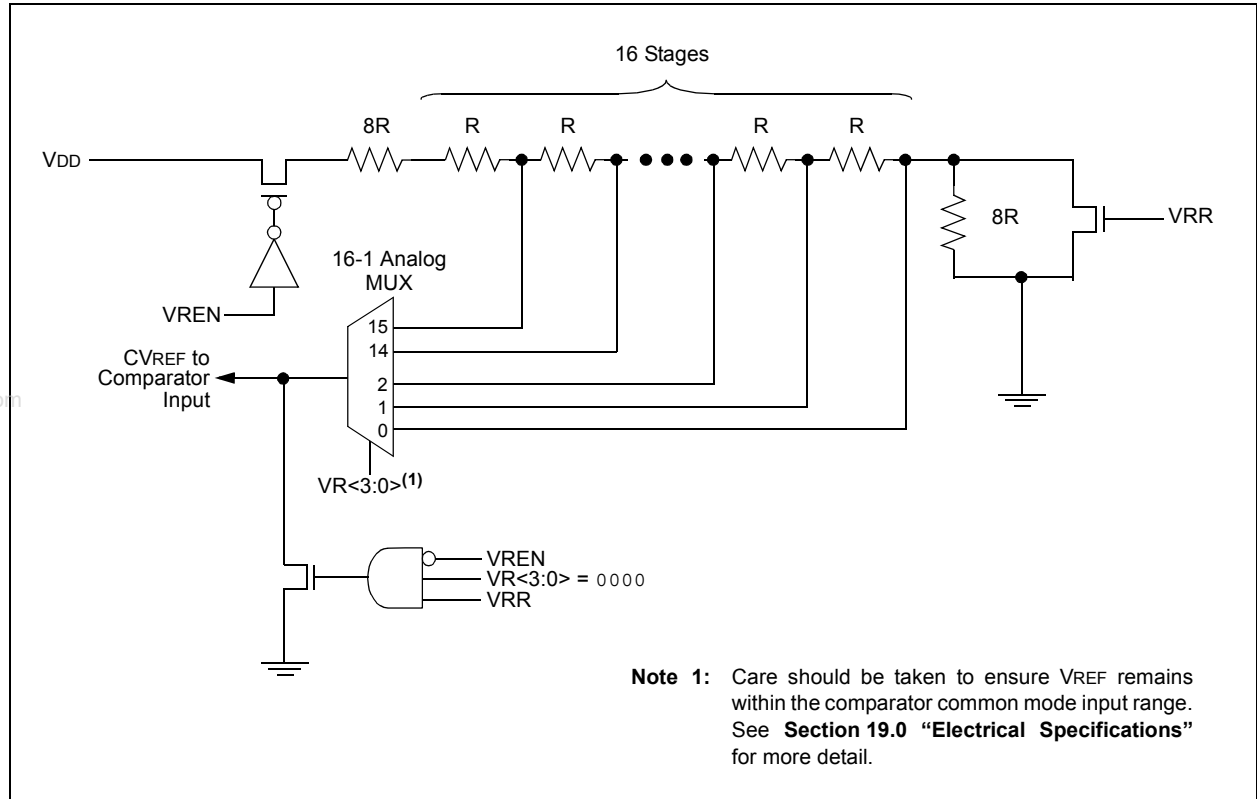 16 Stages
8R R R R R
VDD
8R
VRR
16-1 Analog
MUX
VREN
15
14
2
1
0
CVREF to
Comparator
Input
om
VR<3:0>(1)
VREN
VR<3:0> = 0000
VRR
Note 1: Care should be taken to ensure VREF remains
within the comparator common mode input range.
See Section 19.0 “Electrical Specifications”
for more detail.